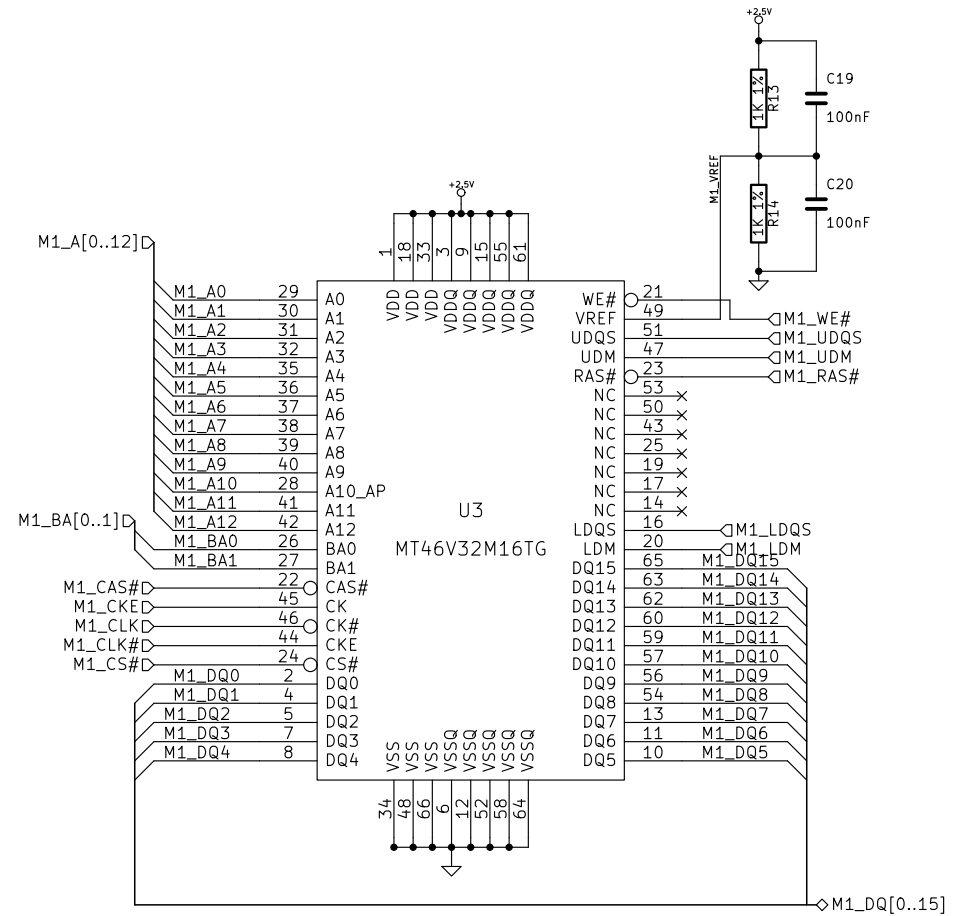 +2.5V
C19
1K 1%
R13
100nF
M1_VREF
C20
1K 1%
R14
100nF
+2.5V
M1_A[0..12]
1 18 33 3 9 15 55 61
VDD VDD VDD VDDQ VDDQ VDDQ VDDQ VDDQ
M1_A0 29 A0 WE# 21
M1_A1 30 A1 VREF 49 M1_WE#
M1_A2 31 A2 UDQS 51 M1_UDQS
M1_A3 32 A3 UDM 47 M1_UDM
M1_A4 35 A4 RAS# 23 M1_RAS#
M1_A5 36 A5 NC 53
M1_A6 37 A6 NC 50
M1_A7 38 A7 NC 43
M1_A8 39 A8 NC 25
M1_A9 40 A9 NC 19
M1_A10 28 A10_AP NC 17
M1_A11 41 A11 U3 NC 14
M1_BA[0..1]
M1_A12 42 A12 LDQS 16 M1_LDQS
M1_BA0 26 BA0 MT46V32M16TG LDM 20 M1_LDM
M1_BA1 27 BA1 DQ15 65 M1_DQ15
M1_CAS# 22 CAS# DQ14 63 M1_DQ14
M1_CKE 45 CK DQ13 62 M1_DQ13
M1_CLK 46 CK# DQ12 60 M1_DQ12
M1_CLK# 44 CKE DQ11 59 M1_DQ11
M1_CS# 24 CS# DQ10 57 M1_DQ10
M1_DQ0 2 DQ0 DQ9 56 M1_DQ9
M1_DQ1 4 DQ1 DQ8 54 M1_DQ8
M1_DQ2 5 DQ2 DQ7 13 M1_DQ7
M1_DQ3 7 DQ3 DQ6 11 M1_DQ6
M1_DQ4 8 DQ4 DQ5 10 M1_DQ5
VSS VSS VSS VSSQ VSSQ VSSQ VSSQ VSSQ
34 48 66 6 12 52 58 64
M1_DQ[0..15]